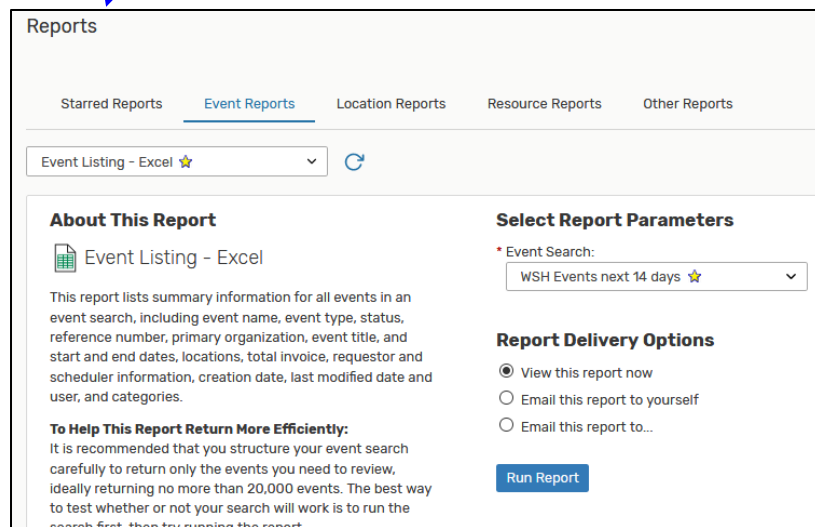 Reports
Starred Reports Event Reports Location Reports Resource Reports Other Reports
Event Listing - Excel
About This Report
Event Listing - Excel
This report lists summary information for all events in an
event search, including event name, event type, status,
reference number, primary organization, event title, and
start and end dates, locations, total invoice, requestor and
scheduler information, creation date, last modified date and
user, and categories.
To Help This Report Return More Efficiently:
It is recommended that you structure your event search
carefully to return only the events you need to review,
ideally returning no more than 20,000 events. The best way
to test whether or not your search will work is to run the
search first, then try running the report.
Select Report Parameters
* Event Search:
WSH Events next 14 days
Report Delivery Options
View this report now
Email this report to yourself
Email this report to...
Run Report